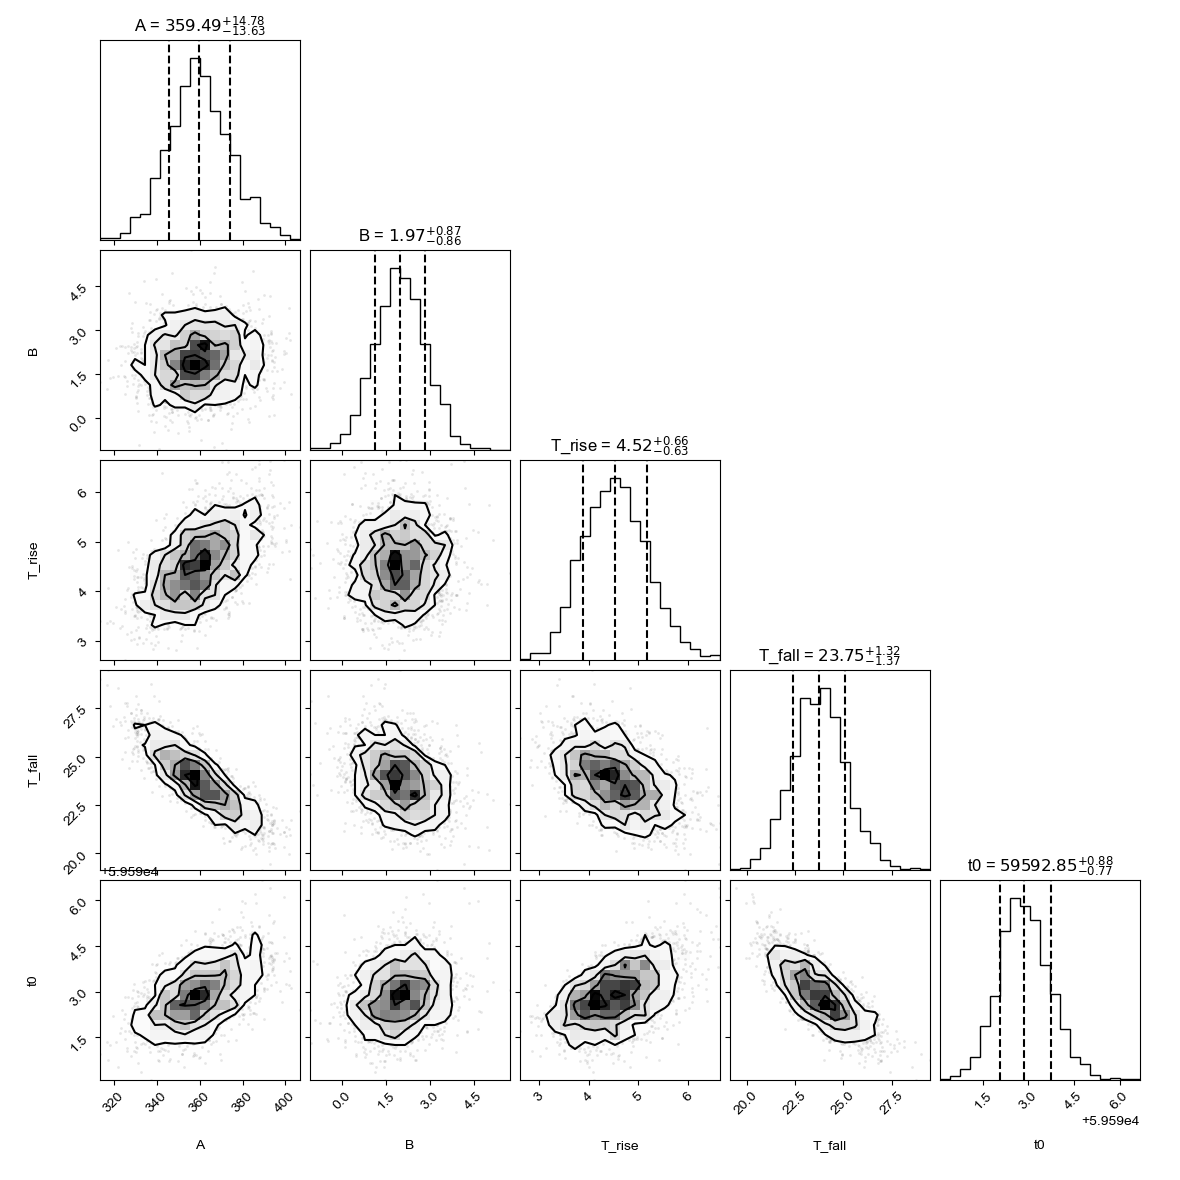 A = 359.49+14.78−13.63
B = 1.97+0.87−0.86
B
4.5
3.0
1.5
0.0
T_rise = 4.52+0.66−0.63
T_rise
6
5
4
3
T_fall = 23.75+1.32−1.37
T_fall
27.5
25.0
22.5
20.0
t0 = 59592.85+0.88−0.77
+5.959e4
t0
6.0
4.5
3.0
1.5
320 340 360 380 400
0.0 1.5 3.0 4.5
3 4 5 6
20.0 22.5 25.0 27.5
1.5 3.0 4.5 6.0
+5.959e4
A B T_rise T_fall t0